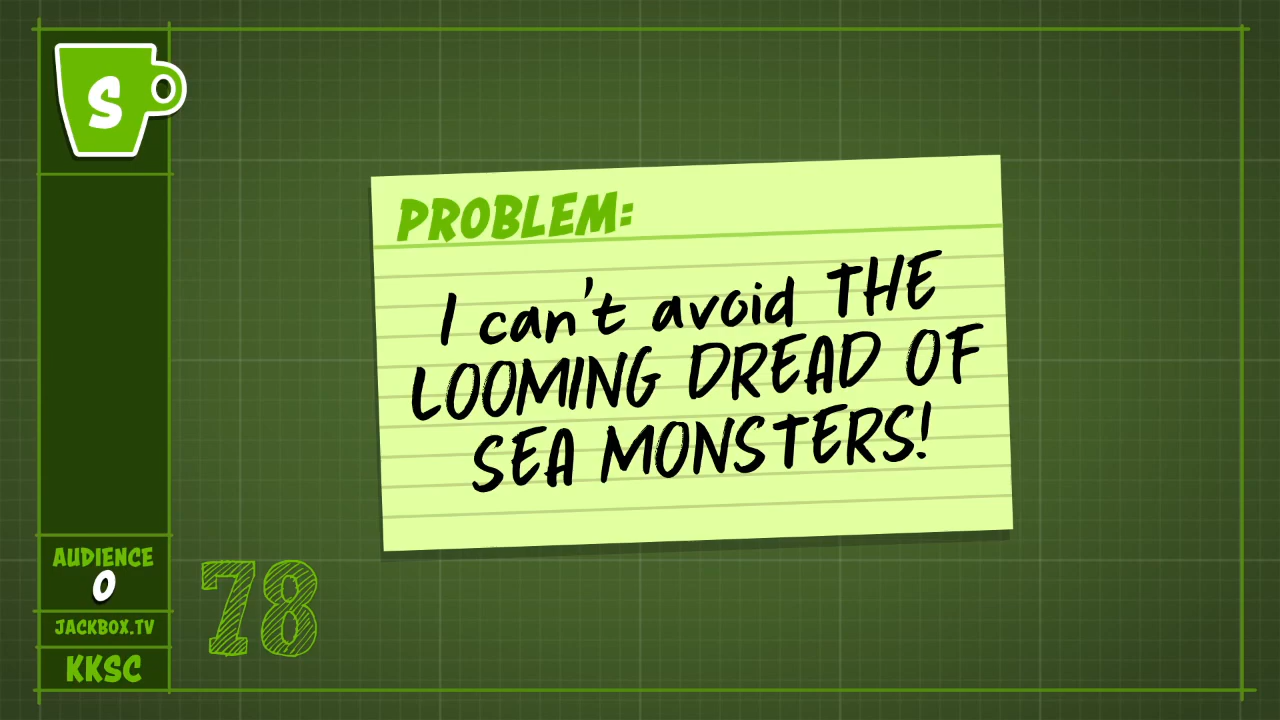 S
PROBLEM:
I can't avoid THE
LOOMING DREAD OF
SEA MONSTERS!
AUDIENCE
0
JACKBOX.TV
KKSC
78